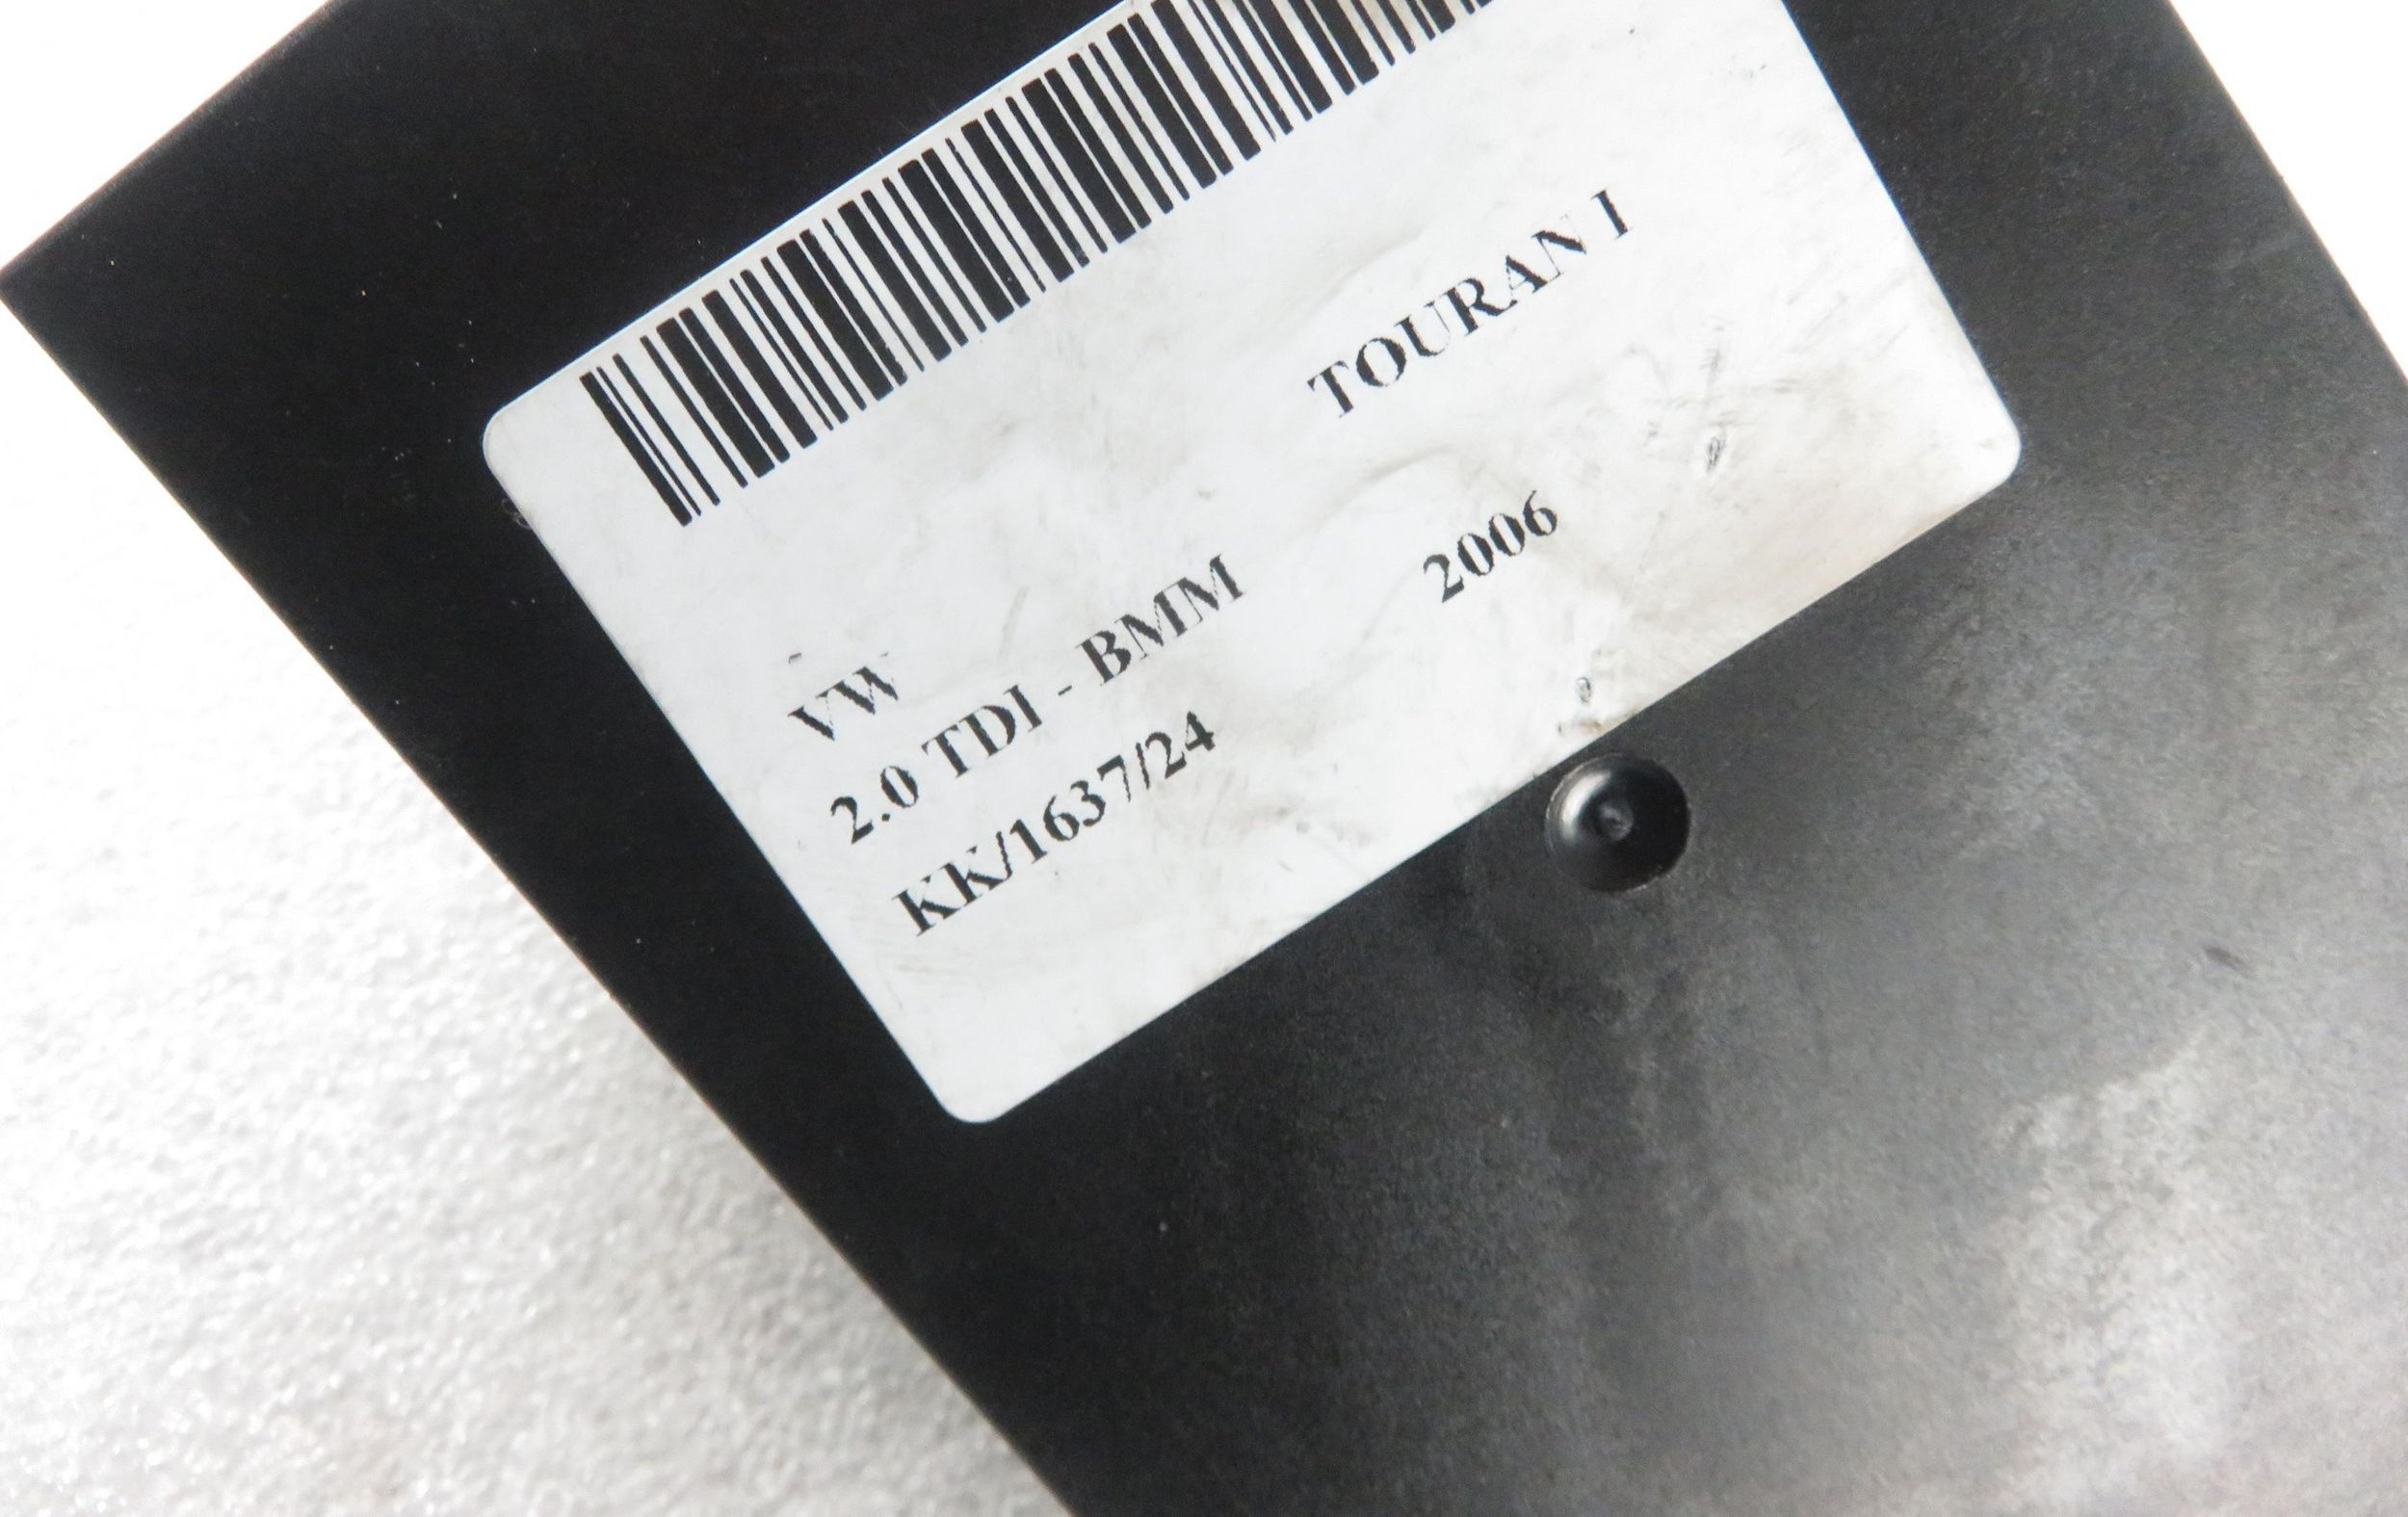 VW TOURAN I
2.0 TDI - BMM 2006
KK/1637/24